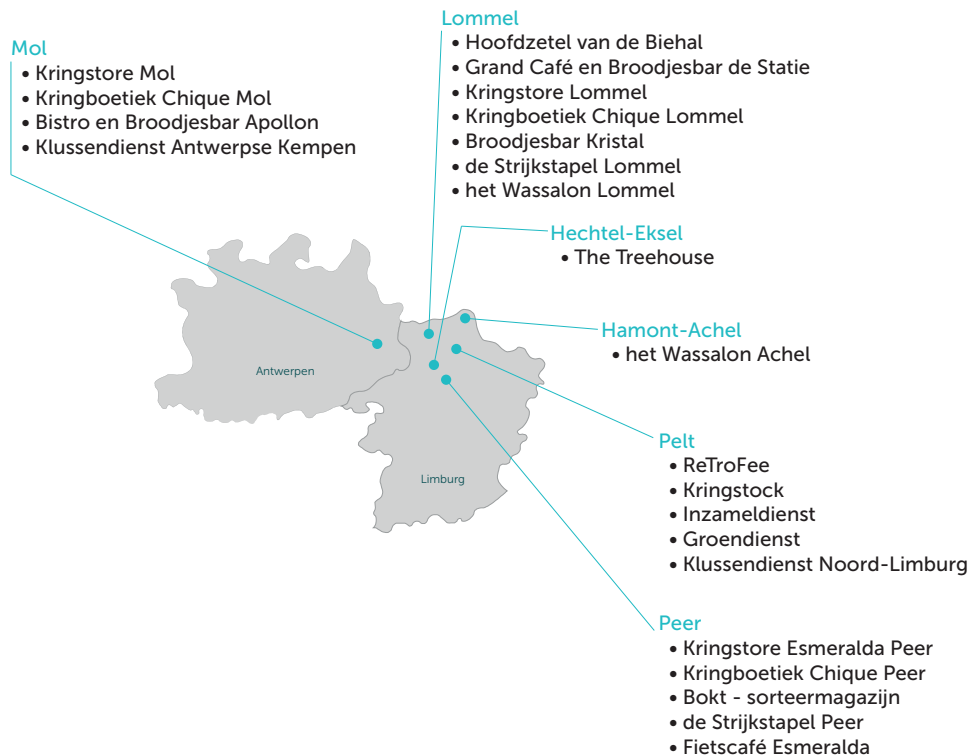 Mol
• Kringstore Mol
• Kringboetiek Chique Mol
• Bistro en Broodjesbar Apollon
• Klussendienst Antwerpse Kempen
Lommel
• Hoofdzetel van de Biehal
• Grand Café en Broodjesbar de Statie
• Kringstore Lommel
• Kringboetiek Chique Lommel
• Broodjesbar Kristal
• de Strijkstapel Lommel
• het Wassalon Lommel
Hechtel-Eksel
• The Treehouse
Hamont-Achel
• het Wassalon Achel
Antwerpen
Limburg
Pelt
• ReTroFee
• Kringstock
• Inzameldienst
• Groendienst
• Klussendienst Noord-Limburg
Peer
• Kringstore Esmeralda Peer
• Kringboetiek Chique Peer
• Bokt - sorteermagazijn
• de Strijkstapel Peer
• Fietscafé Esmeralda